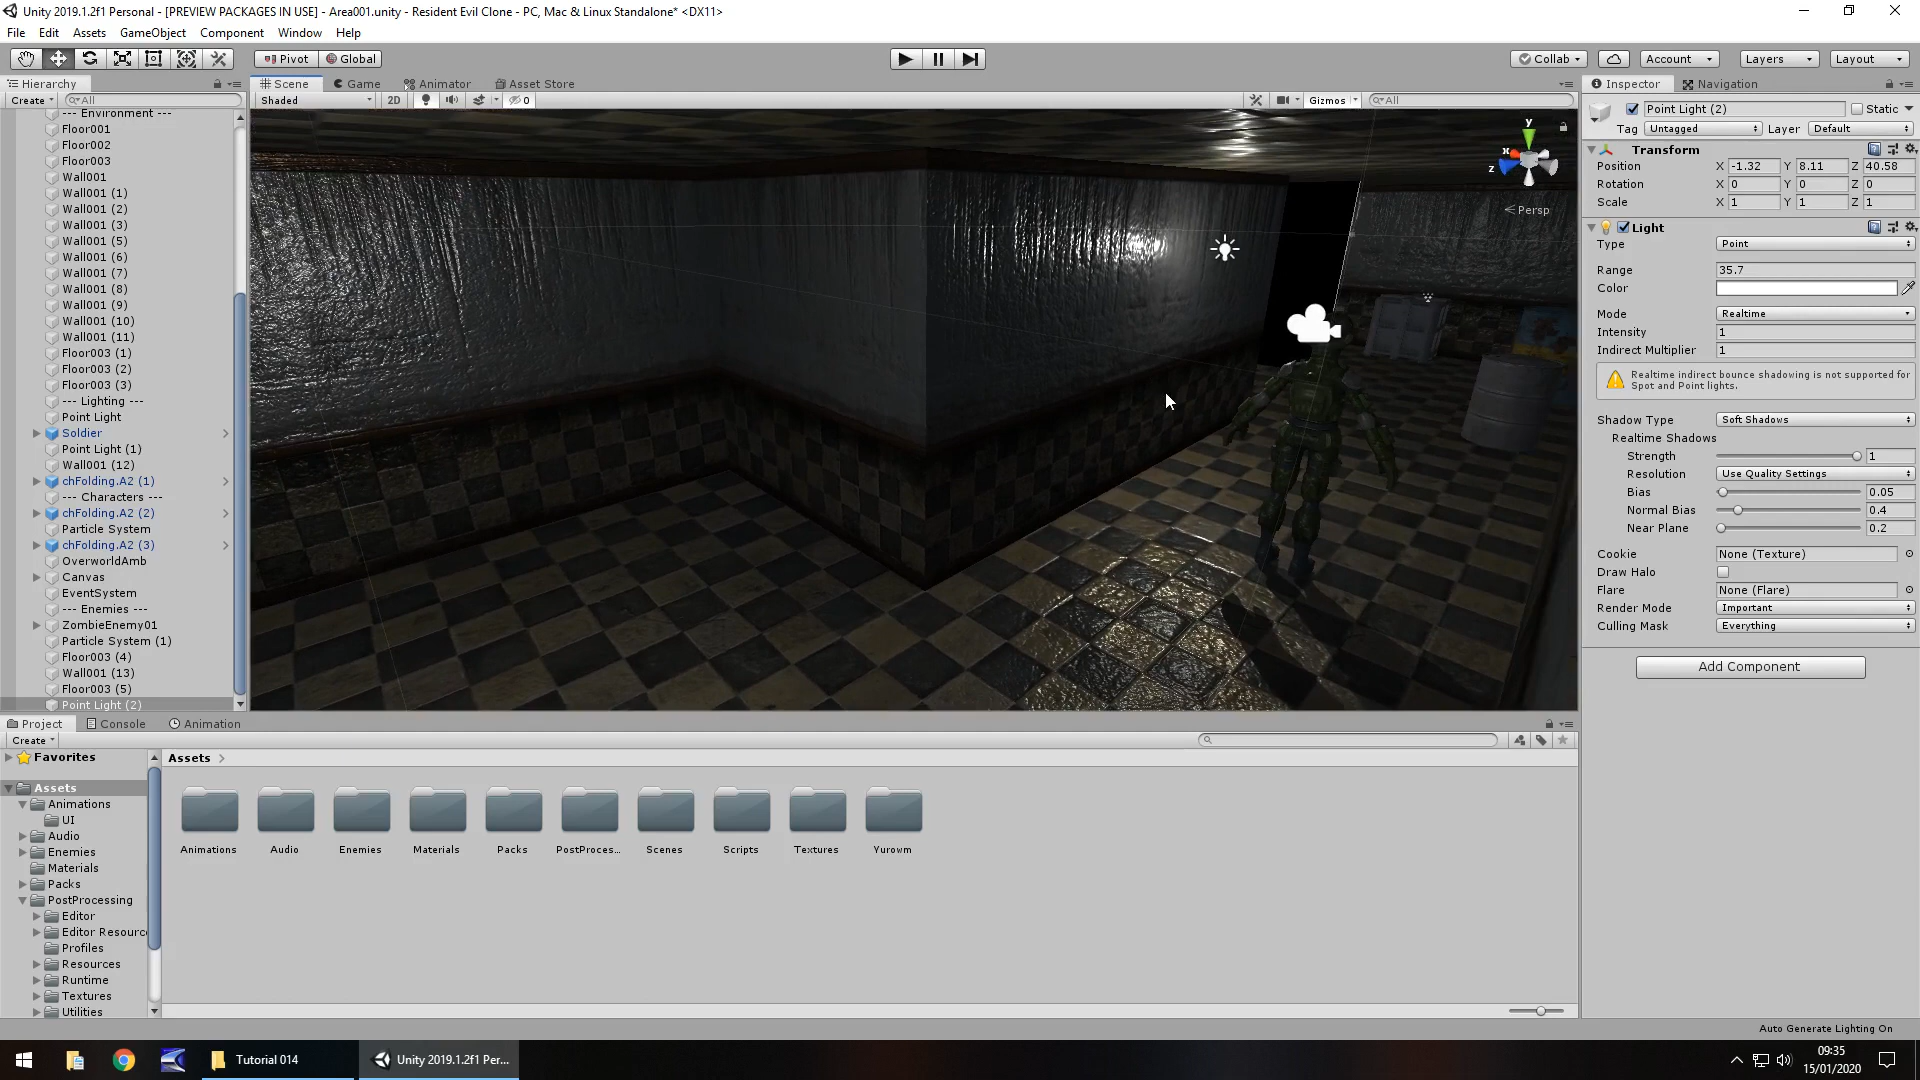 Unity 2019.1.2f1 Personal - [PREVIEW PACKAGES IN USE] - Area001.unity - Resident Evil Clone - PC, Mac & Linux Standalone* <DX11>
File Edit Assets GameObject Component Window Help
Pivot Global Collab Account Layers Layout
Hierarchy Scene Game Animator Asset Store Inspector Navigation
Create All Shaded 2D 0 Gizmos All
Point Light (2) Static
Tag Untagged Layer Default
--- Environment ---
Floor001
Floor002
Floor003
Wall001
Wall001 (1)
Wall001 (2)
Wall001 (3)
Wall001 (5)
Wall001 (6)
Wall001 (7)
Wall001 (8)
Wall001 (9)
Wall001 (10)
Wall001 (11)
Floor003 (1)
Floor003 (2)
Floor003 (3)
--- Lighting ---
Point Light
Soldier
Point Light (1)
Wall001 (12)
chFolding.A2 (1)
--- Characters ---
chFolding.A2 (2)
Particle System
chFolding.A2 (3)
OverworldAmb
Canvas
EventSystem
--- Enemies ---
ZombieEnemy01
Particle System (1)
Floor003 (4)
Wall001 (13)
Floor003 (5)
Point Light (2)
y
x
z
Persp
Transform
Position X -1.32 Y 8.11 Z 40.58
Rotation X 0 Y 0 Z 0
Scale X 1 Y 1 Z 1
Light
Type Point
Range 35.7
Color
Mode Realtime
Intensity 1
Indirect Multiplier 1
Realtime indirect bounce shadowing is not supported for
Spot and Point lights.
Shadow Type Soft Shadows
Realtime Shadows
Strength 1
Resolution Use Quality Settings
Bias 0.05
Normal Bias 0.4
Near Plane 0.2
Cookie None (Texture)
Draw Halo
Flare None (Flare)
Render Mode Important
Culling Mask Everything
Add Component
Project Console Animation
Create
Favorites
Assets
Animations
UI
Audio
Enemies
Materials
Packs
PostProcessing
Editor
Editor Resourc
Profiles
Resources
Runtime
Textures
Utilities
Assets
Animations Audio Enemies Materials Packs PostProces... Scenes Scripts Textures Yurowm
Auto Generate Lighting On
Tutorial 014
Unity 2019.1.2f1 Per...
09:35
15/01/2020